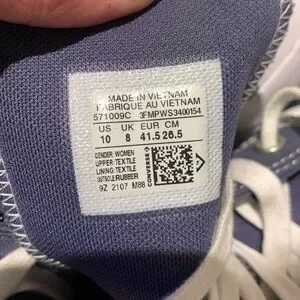 MADE IN VIETNAM
FABRIQUE AU VIETNAM
571009C 3FMPWS3400154
US UK EUR CM
10 8 41.5 26.5
GENDER: WOMEN
UPPER: TEXTILE
LINING: TEXTILE
OUTSOLE: RUBBER
9Z 2107 M88
CONVERSE